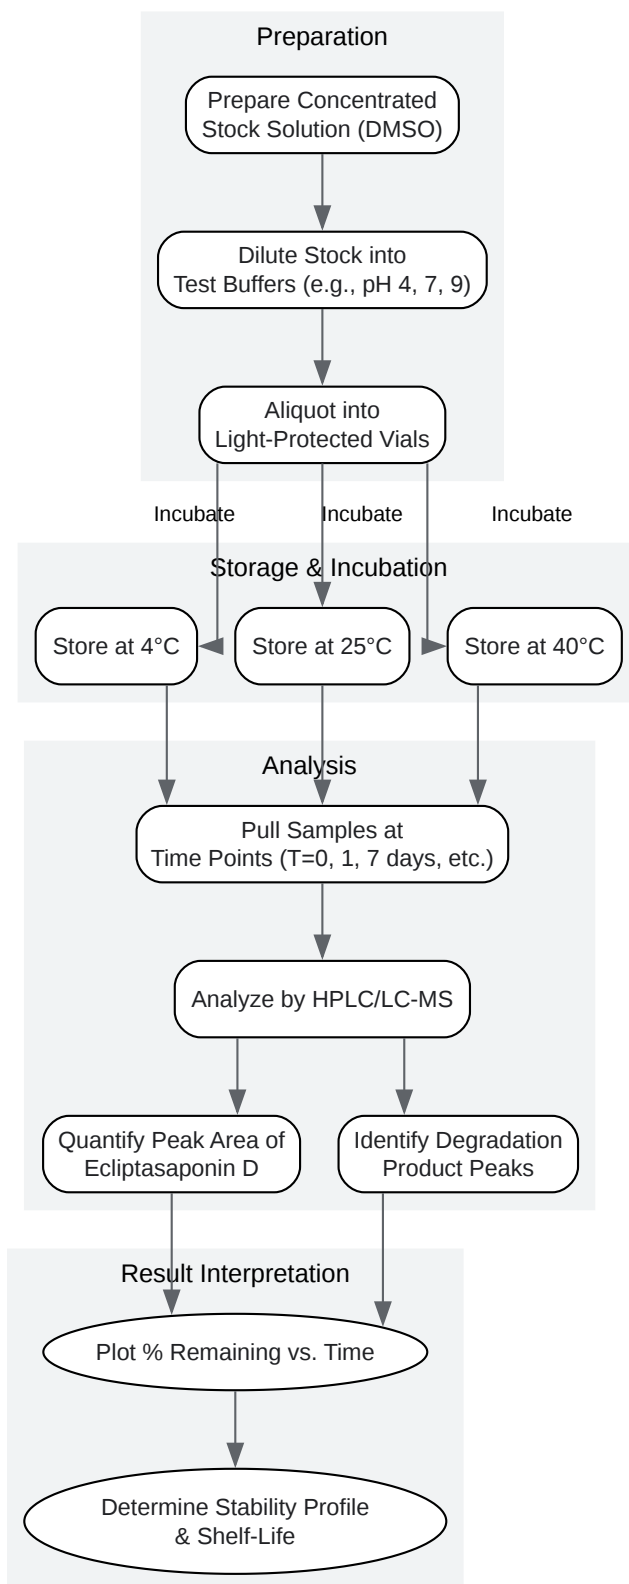 Preparation
Prepare Concentrated
Stock Solution (DMSO)
Dilute Stock into
Test Buffers (e.g., pH 4, 7, 9)
Aliquot into
Light-Protected Vials
Incubate
Incubate
Incubate
Storage & Incubation
Store at 4°C
Store at 25°C
Store at 40°C
Analysis
Pull Samples at
Time Points (T=0, 1, 7 days, etc.)
Analyze by HPLC/LC-MS
Quantify Peak Area of
Ecliptasaponin D
Identify Degradation
Product Peaks
Result Interpretation
Plot % Remaining vs. Time
Determine Stability Profile
& Shelf-Life